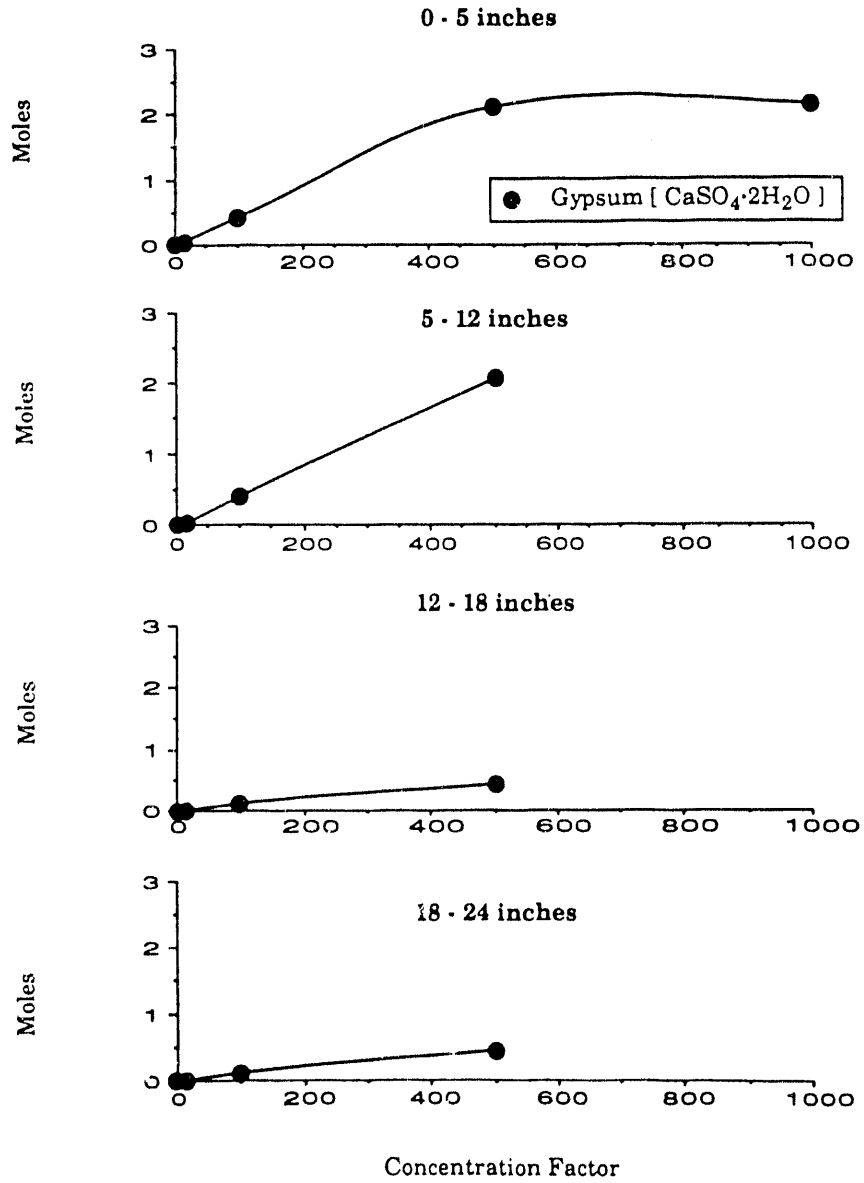 0 - 5 inches
3
2
1
0
Moles
0 200 400 600 800 1000
● Gypsum [ CaSO₄·2H₂O ]
5 - 12 inches
3
2
1
0
Moles
0 200 400 600 800 1000
12 - 18 inches
3
2
1
0
Moles
0 200 400 600 800 1000
18 - 24 inches
3
2
1
0
Moles
0 200 400 600 800 1000
Concentration Factor